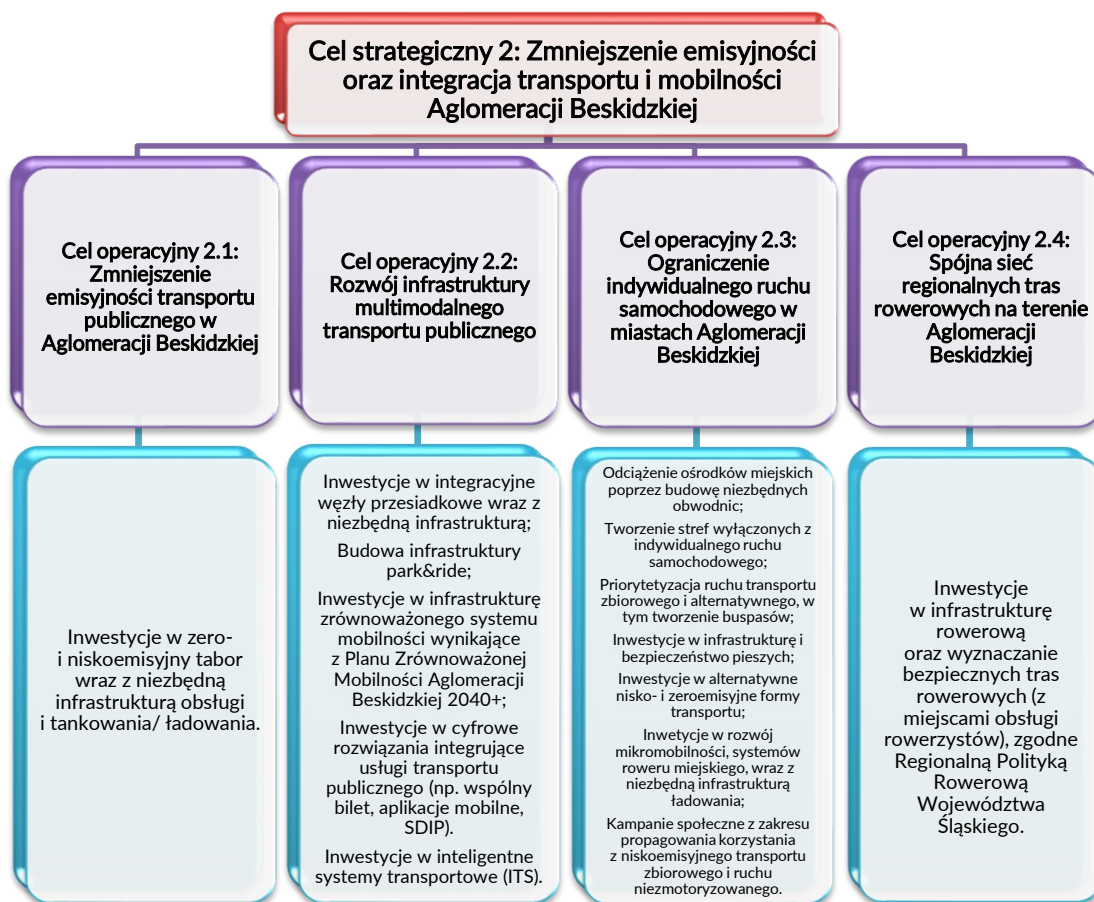 Cel strategiczny 2: Zmniejszenie emisyjności
oraz integracja transportu i mobilności
Aglomeracji Beskidzkiej
Cel operacyjny 2.1:
Zmniejszenie
emisyjności transportu
publicznego w
Aglomeracji Beskidzkiej
Cel operacyjny 2.2:
Rozwój infrastruktury
multimodalnego
transportu publicznego
Cel operacyjny 2.3:
Ograniczenie
indywidualnego ruchu
samochodowego w
miastach Aglomeracji
Beskidzkiej
Cel operacyjny 2.4:
Spójna sieć
regionalnych tras
rowerowych na terenie
Aglomeracji
Beskidzkiej
Inwestycje w zero-
i niskoemisyjny tabor
wraz z niezbędną
infrastrukturą obsługi
i tankowania/ ładowania.
Inwestycje w integracyjne
węzły przesiadkowe wraz z
niezbędną infrastrukturą;
Budowa infrastruktury
park&ride;
Inwestycje w infrastrukturę
zrównoważonego systemu
mobilności wynikające
z Planu Zrównoważonej
Mobilności Aglomeracji
Beskidzkiej 2040+;
Inwestycje w cyfrowe
rozwiązania integrujące
usługi transportu
publicznego (np. wspólny
bilet, aplikacje mobilne,
SDIP).
Inwestycje w inteligentne
systemy transportowe (ITS).
Odciążenie ośrodków miejskich
poprzez budowę niezbędnych
obwodnic;
Tworzenie stref wyłączonych z
indywidualnego ruchu
samochodowego;
Priorytetyzacja ruchu transportu
zbiorowego i alternatywnego, w
tym tworzenie buspasów;
Inwestycje w infrastrukturę i
bezpieczeństwo pieszych;
Inwestycje w alternatywne
nisko- i zeroemisyjne formy
transportu;
Inwetycje w rozwój
mikromobilności, systemów
roweru miejskiego, wraz z
niezbędną infrastrukturą
ładowania;
Kampanie społeczne z zakresu
propagowania korzystania
z niskoemisyjnego transportu
zbiorowego i ruchu
niezmotoryzowanego.
Inwestycje
w infrastrukturę
rowerową
oraz wyznaczanie
bezpiecznych tras
rowerowych (z
miejscami obsługi
rowerzystów), zgodne
Regionalną Polityką
Rowerową
Województwa
Śląskiego.